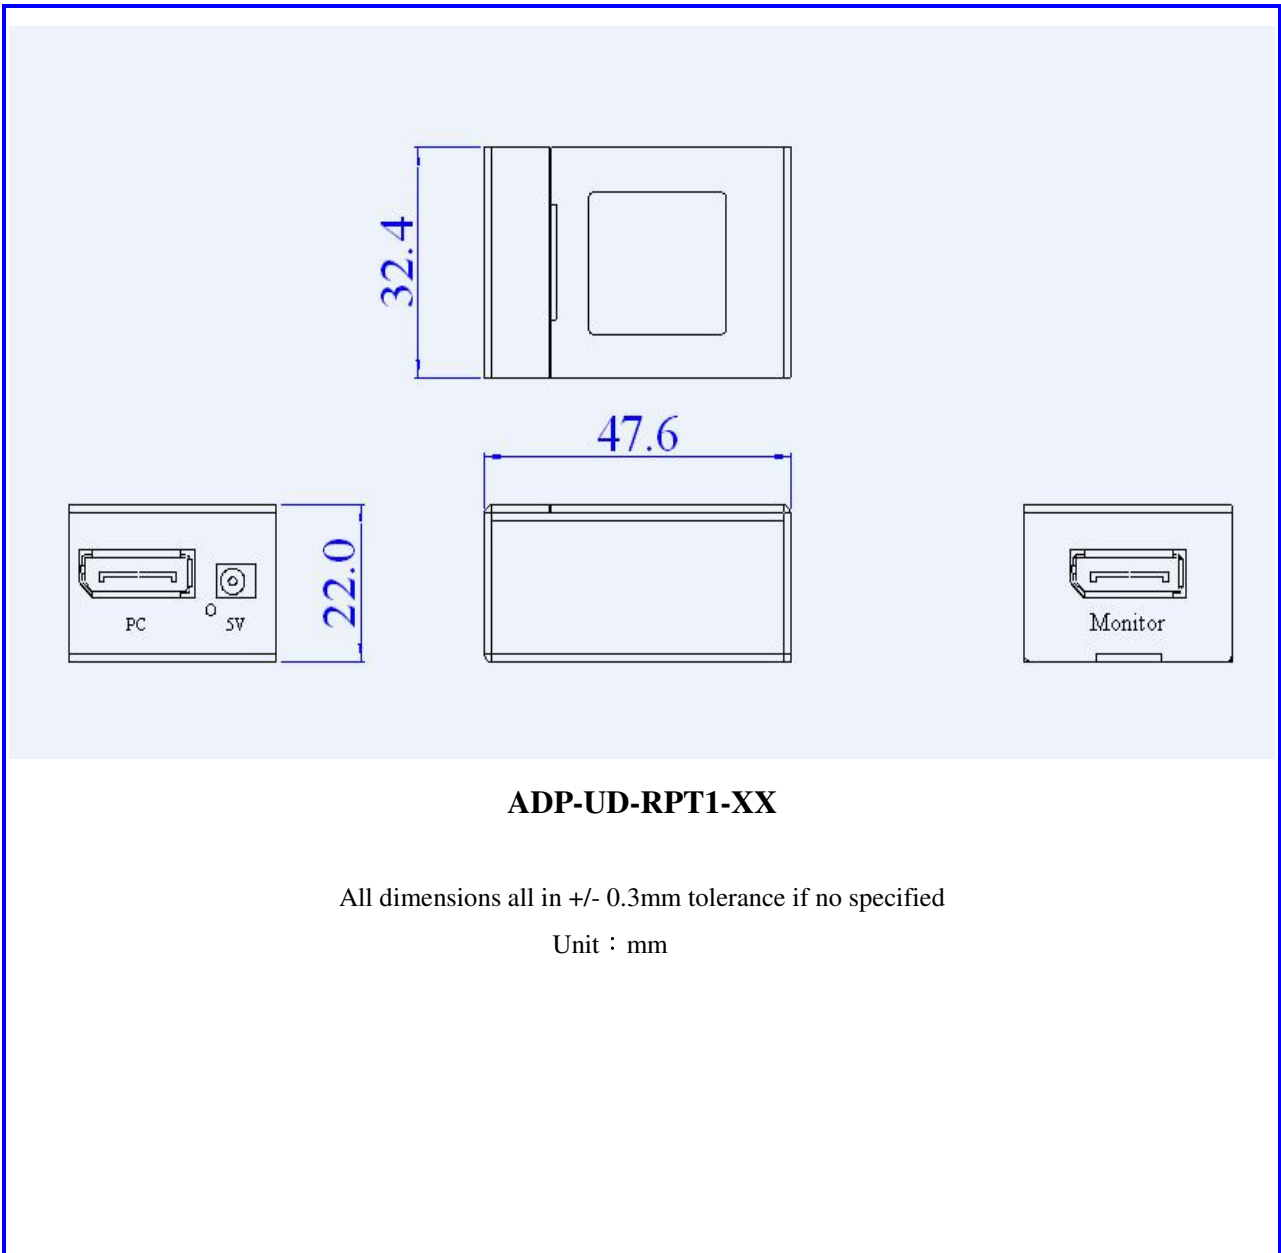 32.4
47.6
22.0
PC
5V
Monitor
ADP-UD-RPT1-XX
All dimensions all in +/- 0.3mm tolerance if no specified
Unit：mm